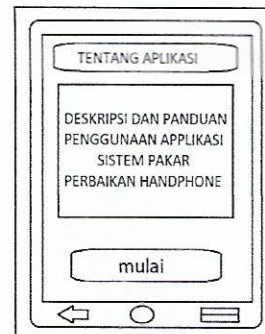 TENTANG APLIKASI
DESKRIPSI DAN PANDUAN
PENGGUNAAN APPLIKASI
SISTEM PAKAR
PERBAIKAN HANDPHONE
mulai